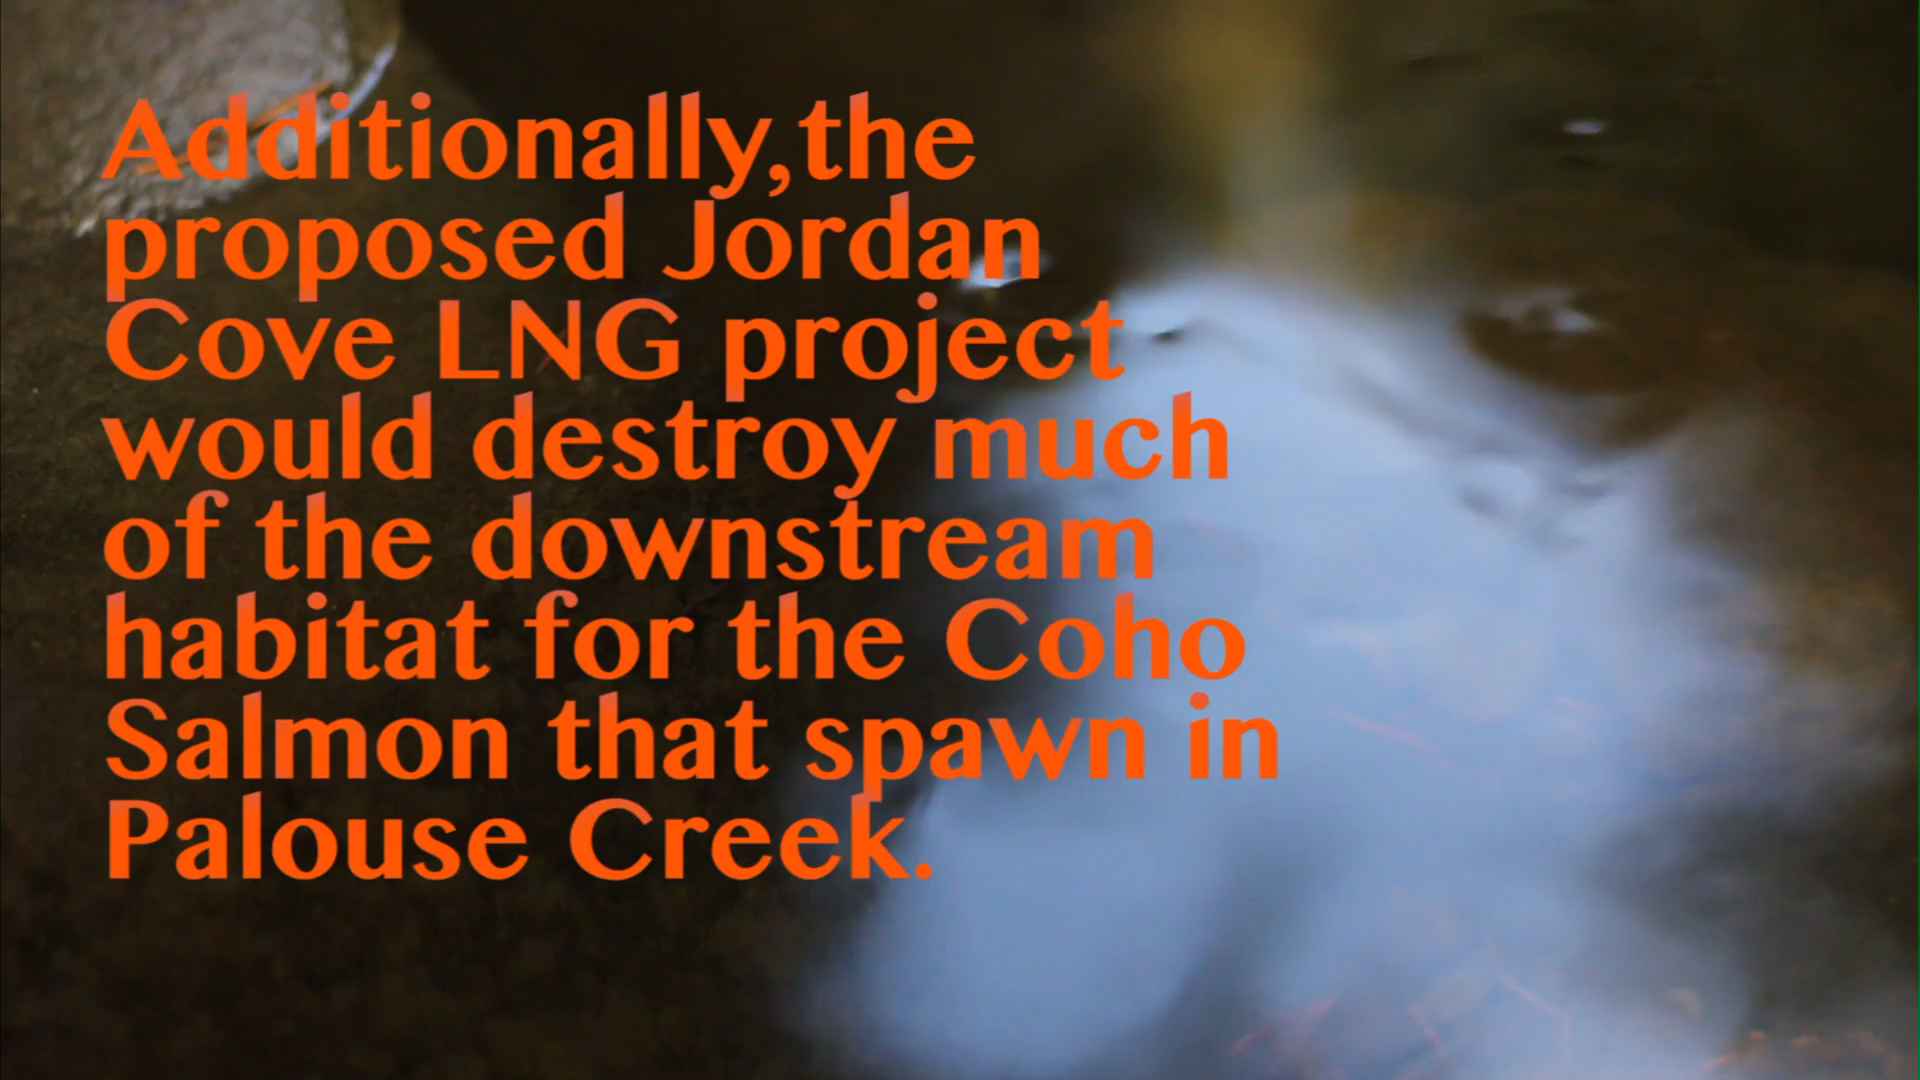 Additionally,the
proposed Jordan
Cove LNG project
would destroy much
of the downstream
habitat for the Coho
Salmon that spawn in
Palouse Creek.